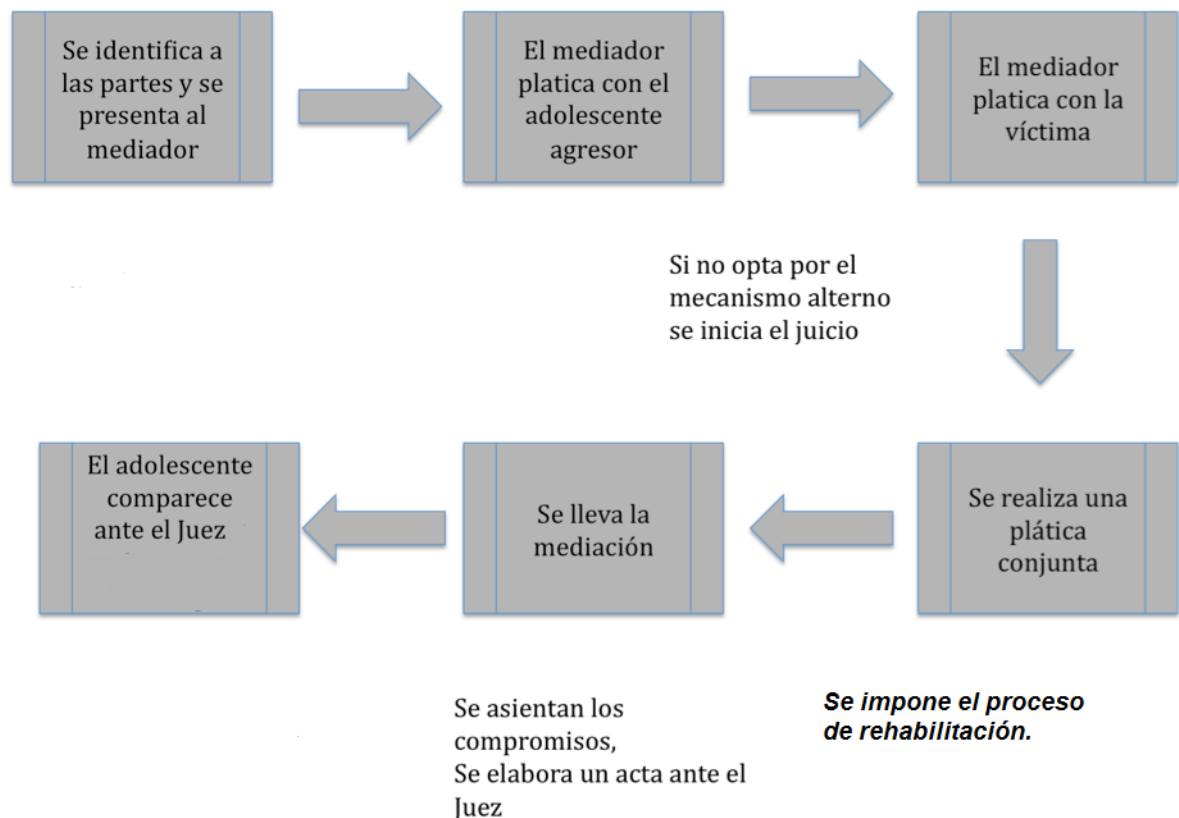 Se identifica a
las partes y se
presenta al
mediador
El mediador
platica con el
adolescente
agresor
El mediador
platica con la
víctima
Si no opta por el
mecanismo alterno
se inicia el juicio
El adolescente
comparece
ante el Juez
Se lleva la
mediación
Se realiza una
plática
conjunta
Se asientan los
compromisos,
Se elabora un acta ante el
Juez
Se impone el proceso
de rehabilitación.